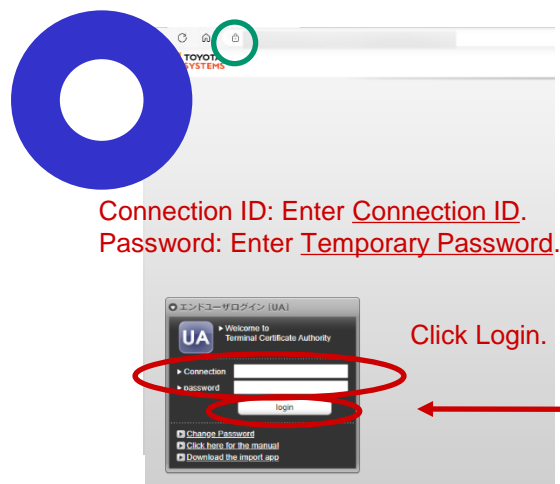 TOYOTA
SYSTEMS
Connection ID: Enter Connection ID.
Password: Enter Temporary Password.
エンドユーザログイン [UA]
UA
Welcome to
Terminal Certificate Authority
Click Login.
Connection
password
login
Change Password
Click here for the manual
Download the import app